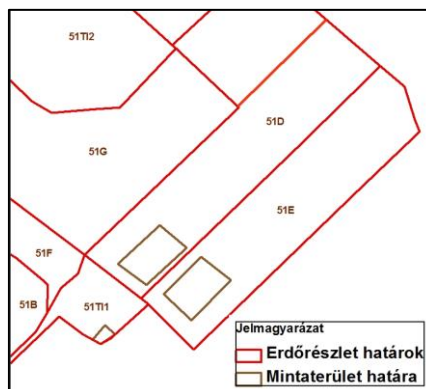 51TI2
51D
51G
51E
51F
51B
51TI1
Jelmagyarázat
Erdőrészlet határok
Mintaterület határa